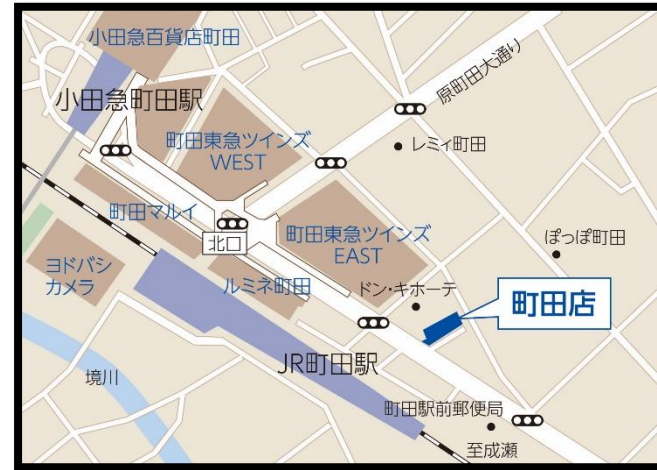 小田急百貨店町田
小田急町田駅
原町田大通り
町田東急ツインズ
WEST
レミィ町田
町田マルイ
北口
町田東急ツインズ
EAST
ぽっぽ町田
ヨドバシ
カメラ
ルミネ町田
ドン・キホーテ
町田店
JR町田駅
境川
町田駅前郵便局
至成瀬